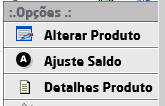 :.Opções .:
Alterar Produto
A Ajuste Saldo
Detalhes Produto